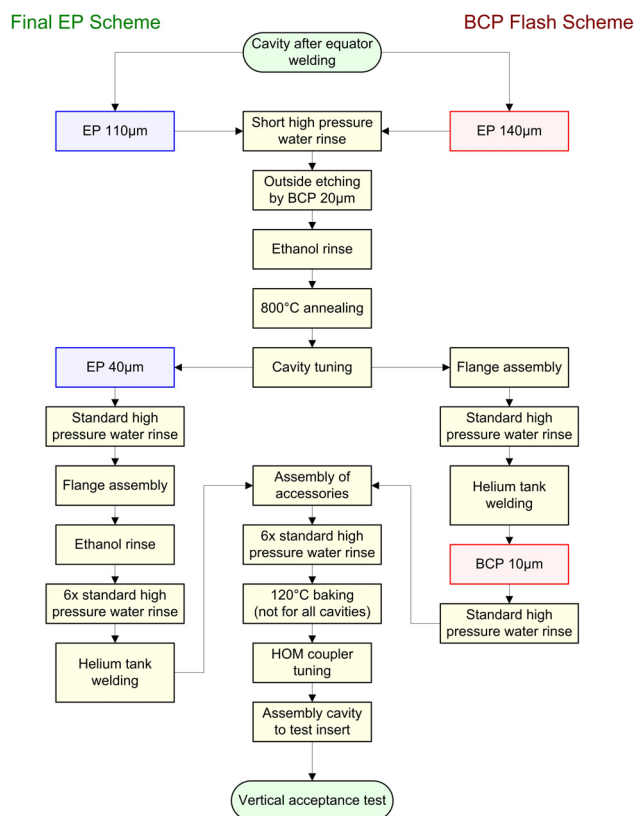 Final EP Scheme
BCP Flash Scheme
Cavity after equator
welding
EP 110µm
Short high pressure
water rinse
EP 140µm
Outside etching
by BCP 20µm
Ethanol rinse
800°C annealing
EP 40µm
Cavity tuning
Flange assembly
Standard high
pressure water rinse
Flange assembly
Ethanol rinse
6x standard high
pressure water rinse
Helium tank
welding
Standard high
pressure water rinse
Helium tank
welding
BCP 10µm
Standard high
pressure water rinse
Assembly of
accessories
6x standard high
pressure water rinse
120°C baking
(not for all cavities)
HOM coupler
tuning
Assembly cavity
to test insert
Vertical acceptance test